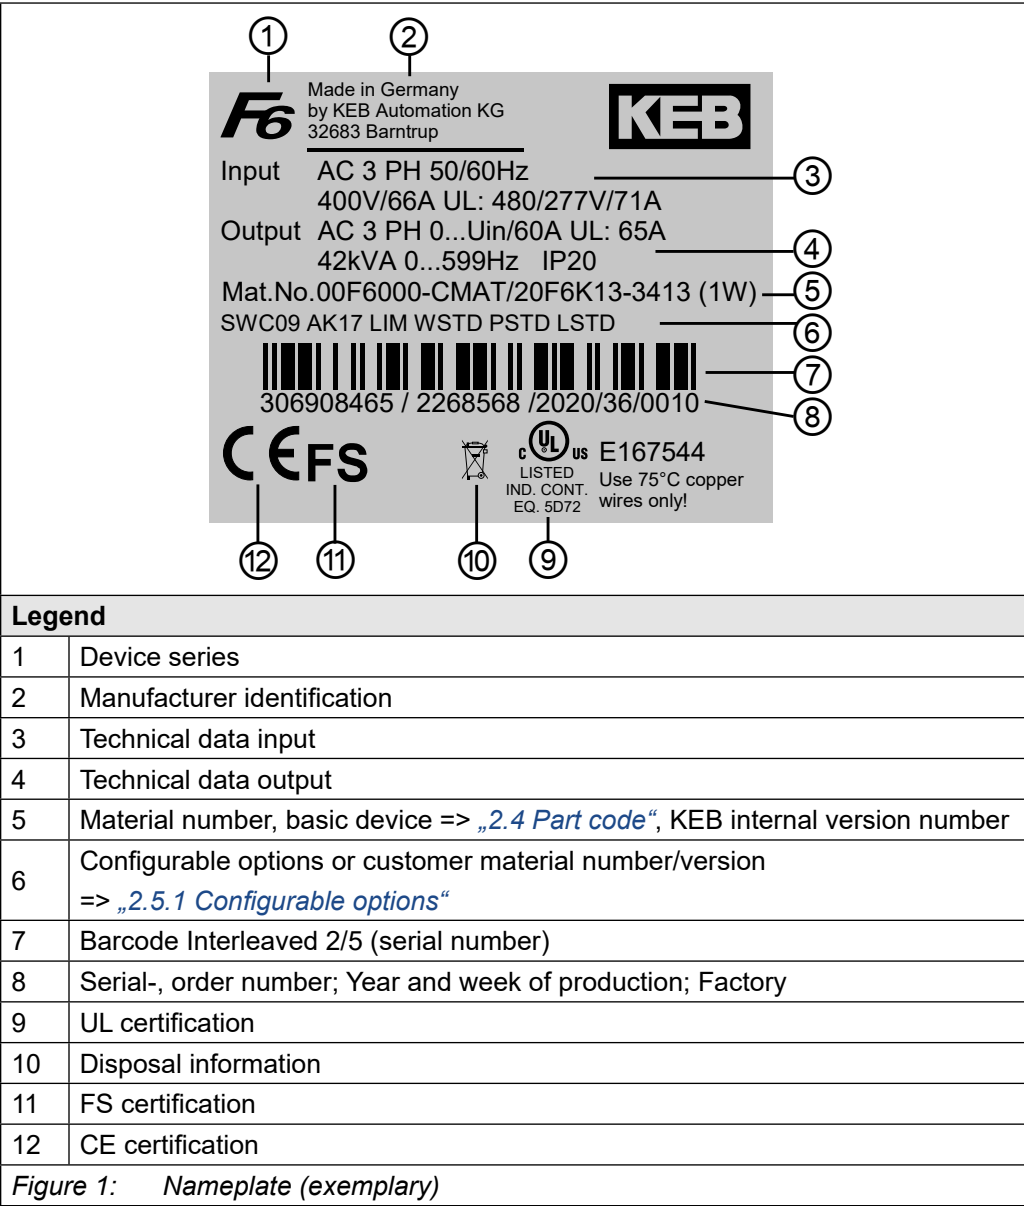 1 2
F6
Made in Germany
by KEB Automation KG
32683 Barntrup
KEB
Input AC 3 PH 50/60Hz 3
400V/66A UL: 480/277V/71A
Output AC 3 PH 0...Uin/60A UL: 65A
42kVA 0...599Hz IP20 4
Mat.No.00F6000-CMAT/20F6K13-3413 (1W) 5
SWC09 AK17 LIM WSTD PSTD LSTD 6
7
306908465 / 2268568 /2020/36/0010 8
CE FS
C UL US
LISTED
IND. CONT.
EQ. 5D72
E167544
Use 75°C copper
wires only!
12 11 10 9
Legend
1 Device series
2 Manufacturer identification
3 Technical data input
4 Technical data output
5 Material number, basic device => „2.4 Part code“, KEB internal version number
6 Configurable options or customer material number/version
=> „2.5.1 Configurable options“
7 Barcode Interleaved 2/5 (serial number)
8 Serial-, order number; Year and week of production; Factory
9 UL certification
10 Disposal information
11 FS certification
12 CE certification
Figure 1: Nameplate (exemplary)